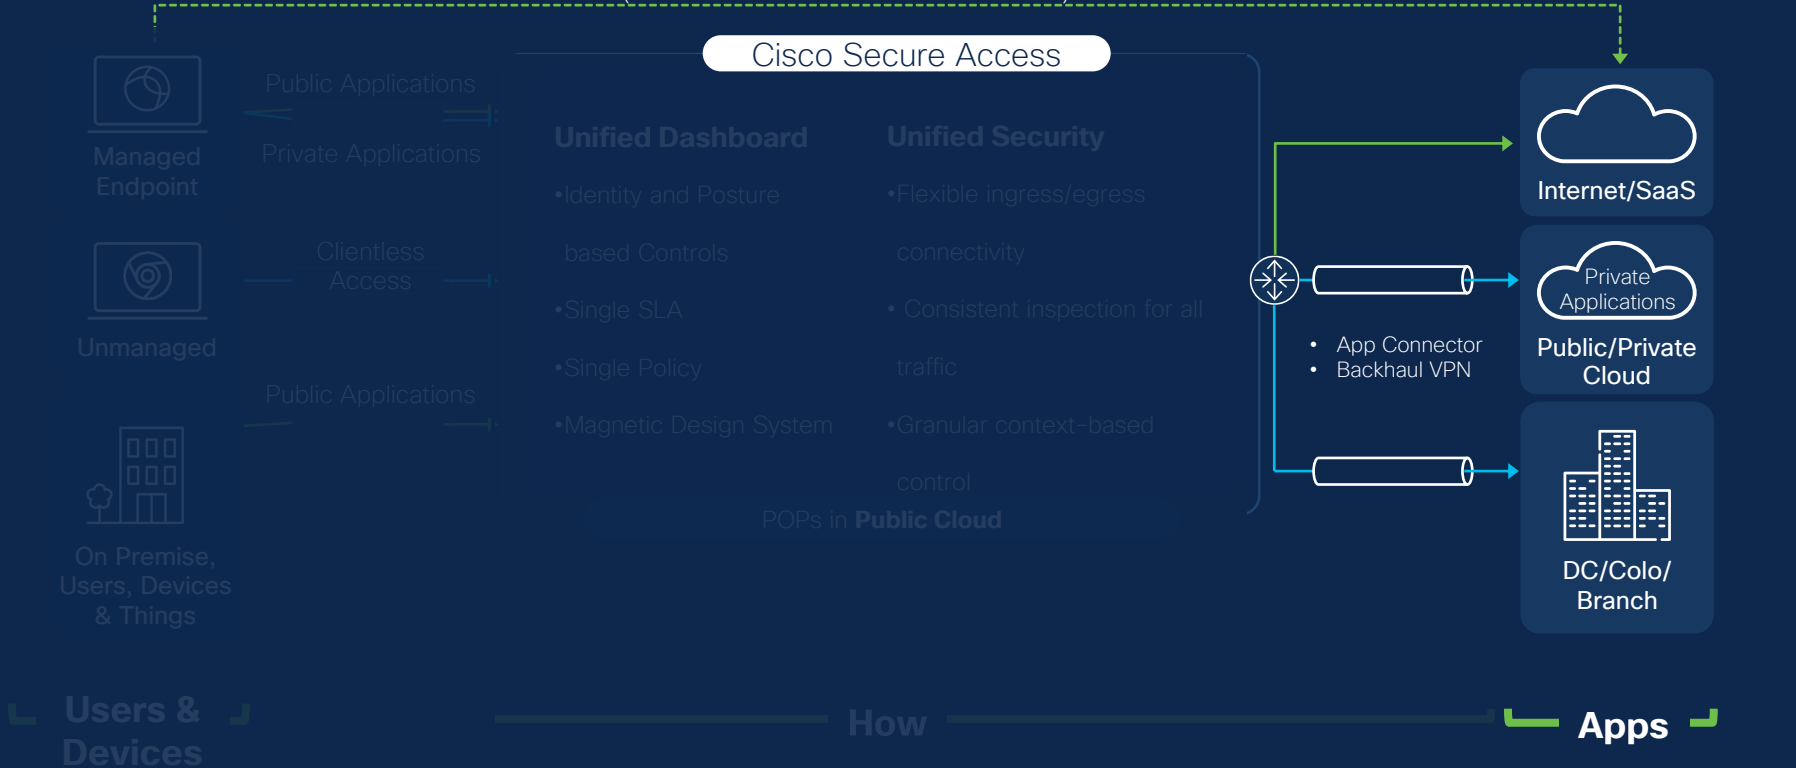 Cisco Secure Access
Public Applications
Private Applications
Managed
Endpoint
Clientless
Access
Unmanaged
Public Applications
On Premise,
Users, Devices
& Things
Unified Dashboard
•Identity and Posture
based Controls
•Single SLA
•Single Policy
•Magnetic Design System
Unified Security
•Flexible ingress/egress
connectivity
• Consistent inspection for all
traffic
•Granular context-based
control
POPs in Public Cloud
• App Connector
• Backhaul VPN
Internet/SaaS
Private
Applications
Public/Private
Cloud
DC/Colo/
Branch
Users &
Devices
How
Apps